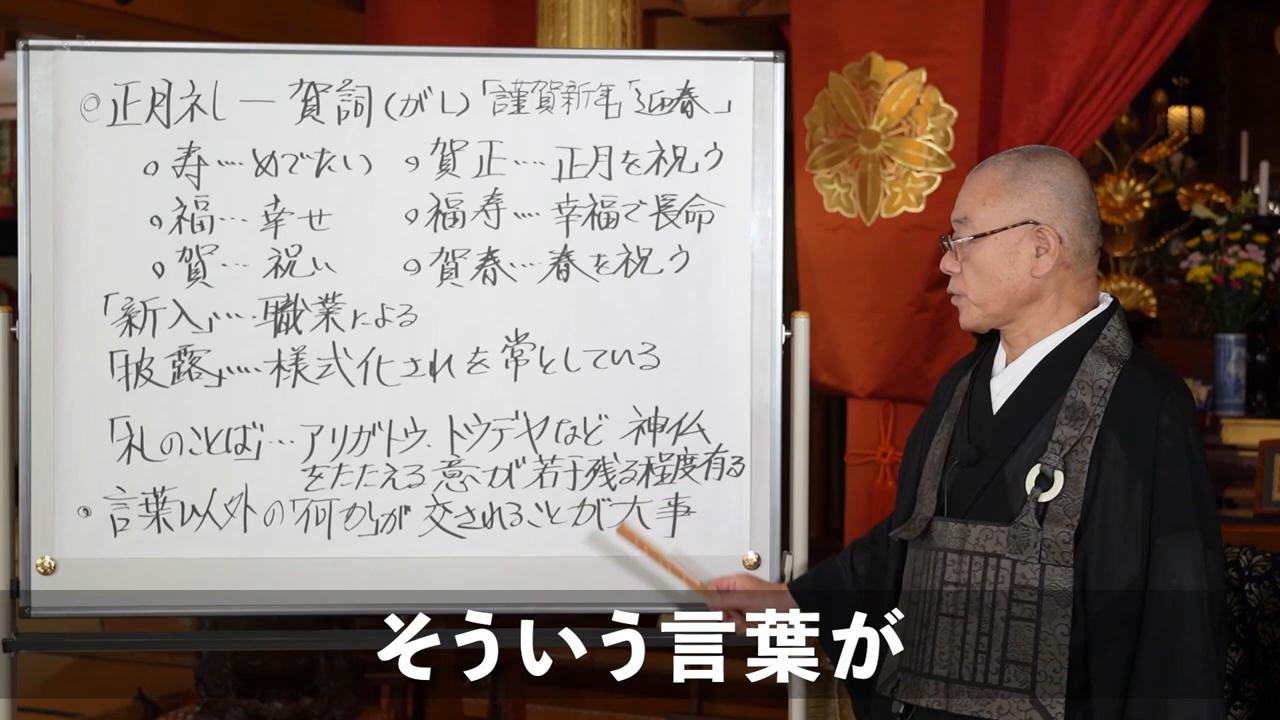 ◎正月礼―賀詞(がし)「謹賀新年」「迎春」
○寿……めでたい ○賀正……正月を祝う
○福…幸せ ○福寿……幸福で長命
○賀…祝い ○賀春…春を祝う
「新入」……職業による
「披露」……様式化されを常としている
「礼のことば」…アリガトウ、ドウデヤなど 神仏
をたたえる意が若干残る程度有る
◎言葉以外の「何か」が交されることが大事
そういう言葉が